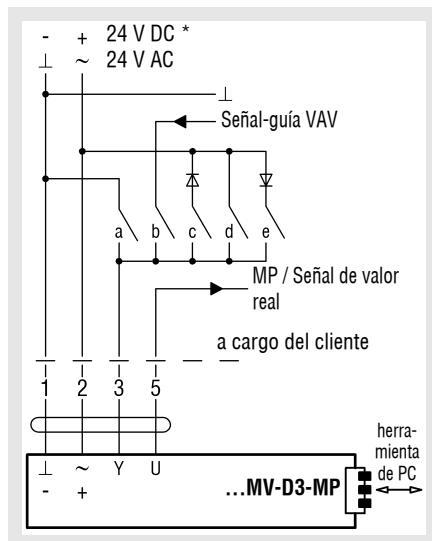 - + 24 V DC *
⊥ ~ 24 V AC
⊥
Señal-guía VAV
a b c d e
MP / Señal de valor
real
a cargo del cliente
1 2 3 5
herra-
mienta
de PC
⊥ ~ Y U
- +
...MV-D3-MP